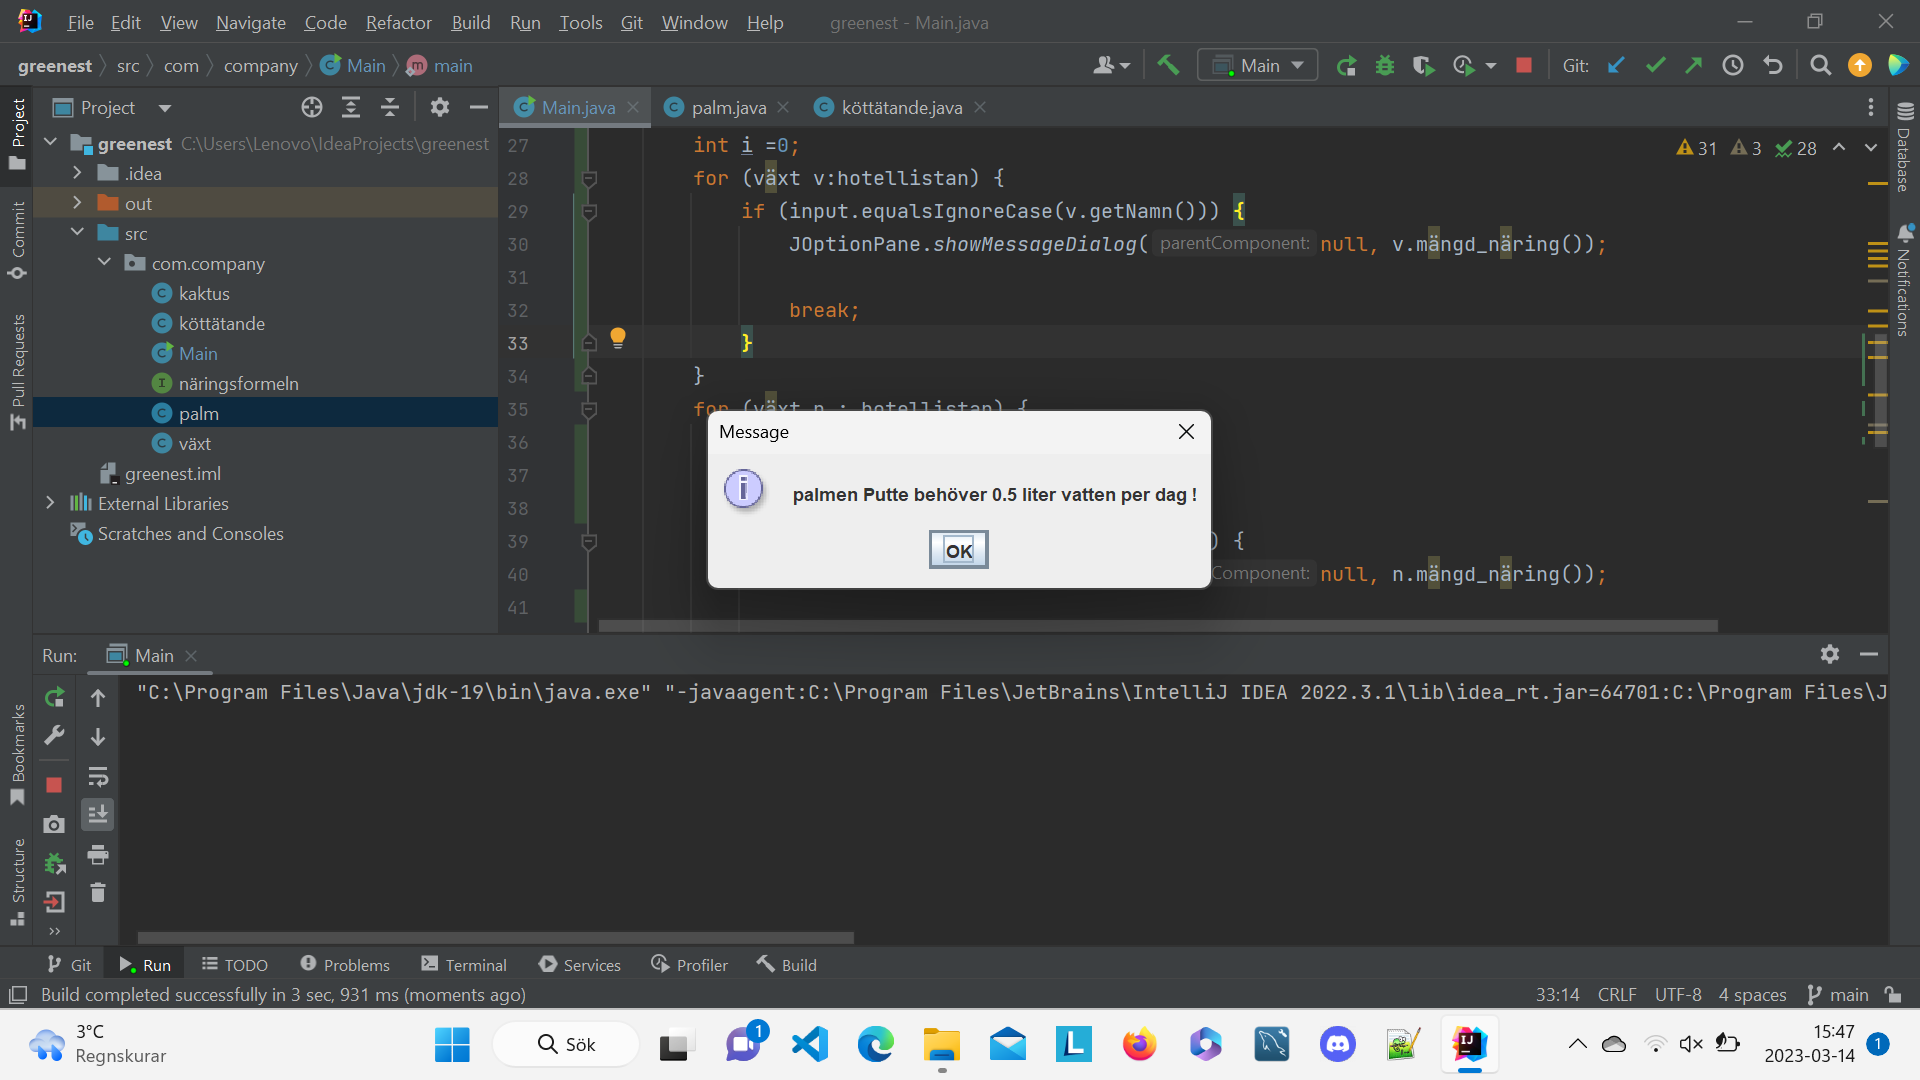 File Edit View Navigate Code Refactor Build Run Tools Git Window Help greenest - Main.java
greenest src com company Main main Main Git:
Project
Main.java palm.java köttätande.java
greenest C:\Users\Lenovo\IdeaProjects\greenest
.idea
out
src
com.company
kaktus
köttätande
Main
näringsformeln
palm
växt
greenest.iml
External Libraries
Scratches and Consoles
Project
Commit
Pull Requests
Bookmarks
Structure
Database
Notifications
31 3 28
27 int i =0;
28 for (växt v:hotellistan) {
29 if (input.equalsIgnoreCase(v.getNamn())) {
30 JOptionPane.showMessageDialog( parentComponent: null, v.mängd_näring());
31
32 break;
33 }
34 }
35 for (växt n : hotellistan) {
36
37
38
39 ) {
40 Component: null, n.mängd_näring());
41
Message
i
palmen Putte behöver 0.5 liter vatten per dag !
OK
Run: Main
"C:\Program Files\Java\jdk-19\bin\java.exe" "-javaagent:C:\Program Files\JetBrains\IntelliJ IDEA 2022.3.1\lib\idea_rt.jar=64701:C:\Program Files\J
Git Run TODO Problems Terminal Services Profiler Build
Build completed successfully in 3 sec, 931 ms (moments ago) 33:14 CRLF UTF-8 4 spaces main
3°C
Regnskurar
Sök
1
L
IJ
15:47
2023-03-14
1